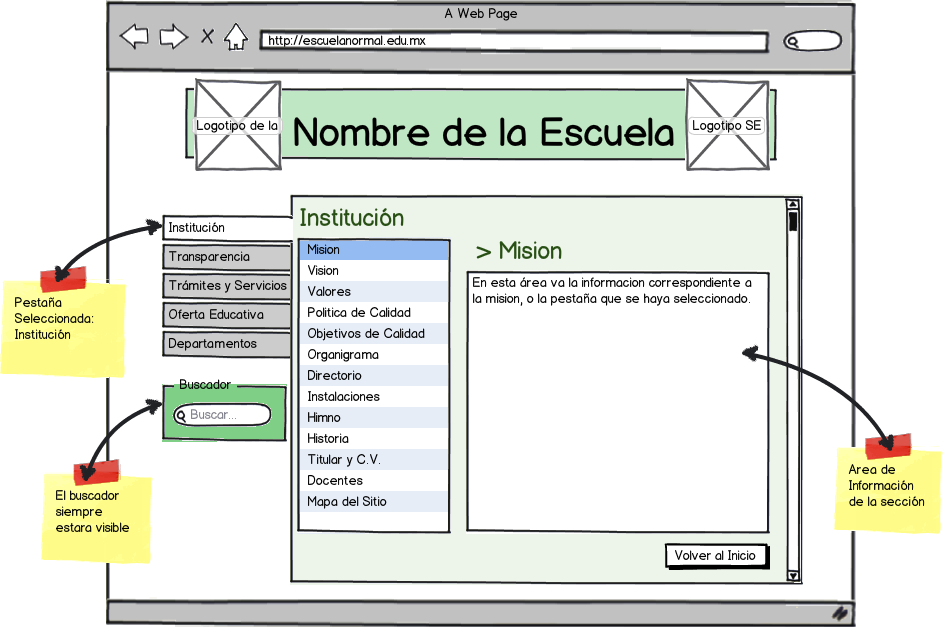 A Web Page
http://escuelanormal.edu.mx
Logotipo de la
Nombre de la Escuela
Logotipo SE
Institución
Transparencia
Trámites y Servicios
Oferta Educativa
Departamentos
Buscador
Buscar...
Institución
Mision
Vision
Valores
Politica de Calidad
Objetivos de Calidad
Organigrama
Directorio
Instalaciones
Himno
Historia
Titular y C.V.
Docentes
Mapa del Sitio
> Mision
En esta área va la informacion correspondiente a
la mision, o la pestaña que se haya seleccionado.
Volver al Inicio
Pestaña
Seleccionada:
Institución
El buscador
siempre
estara visible
Area de
Información
de la sección